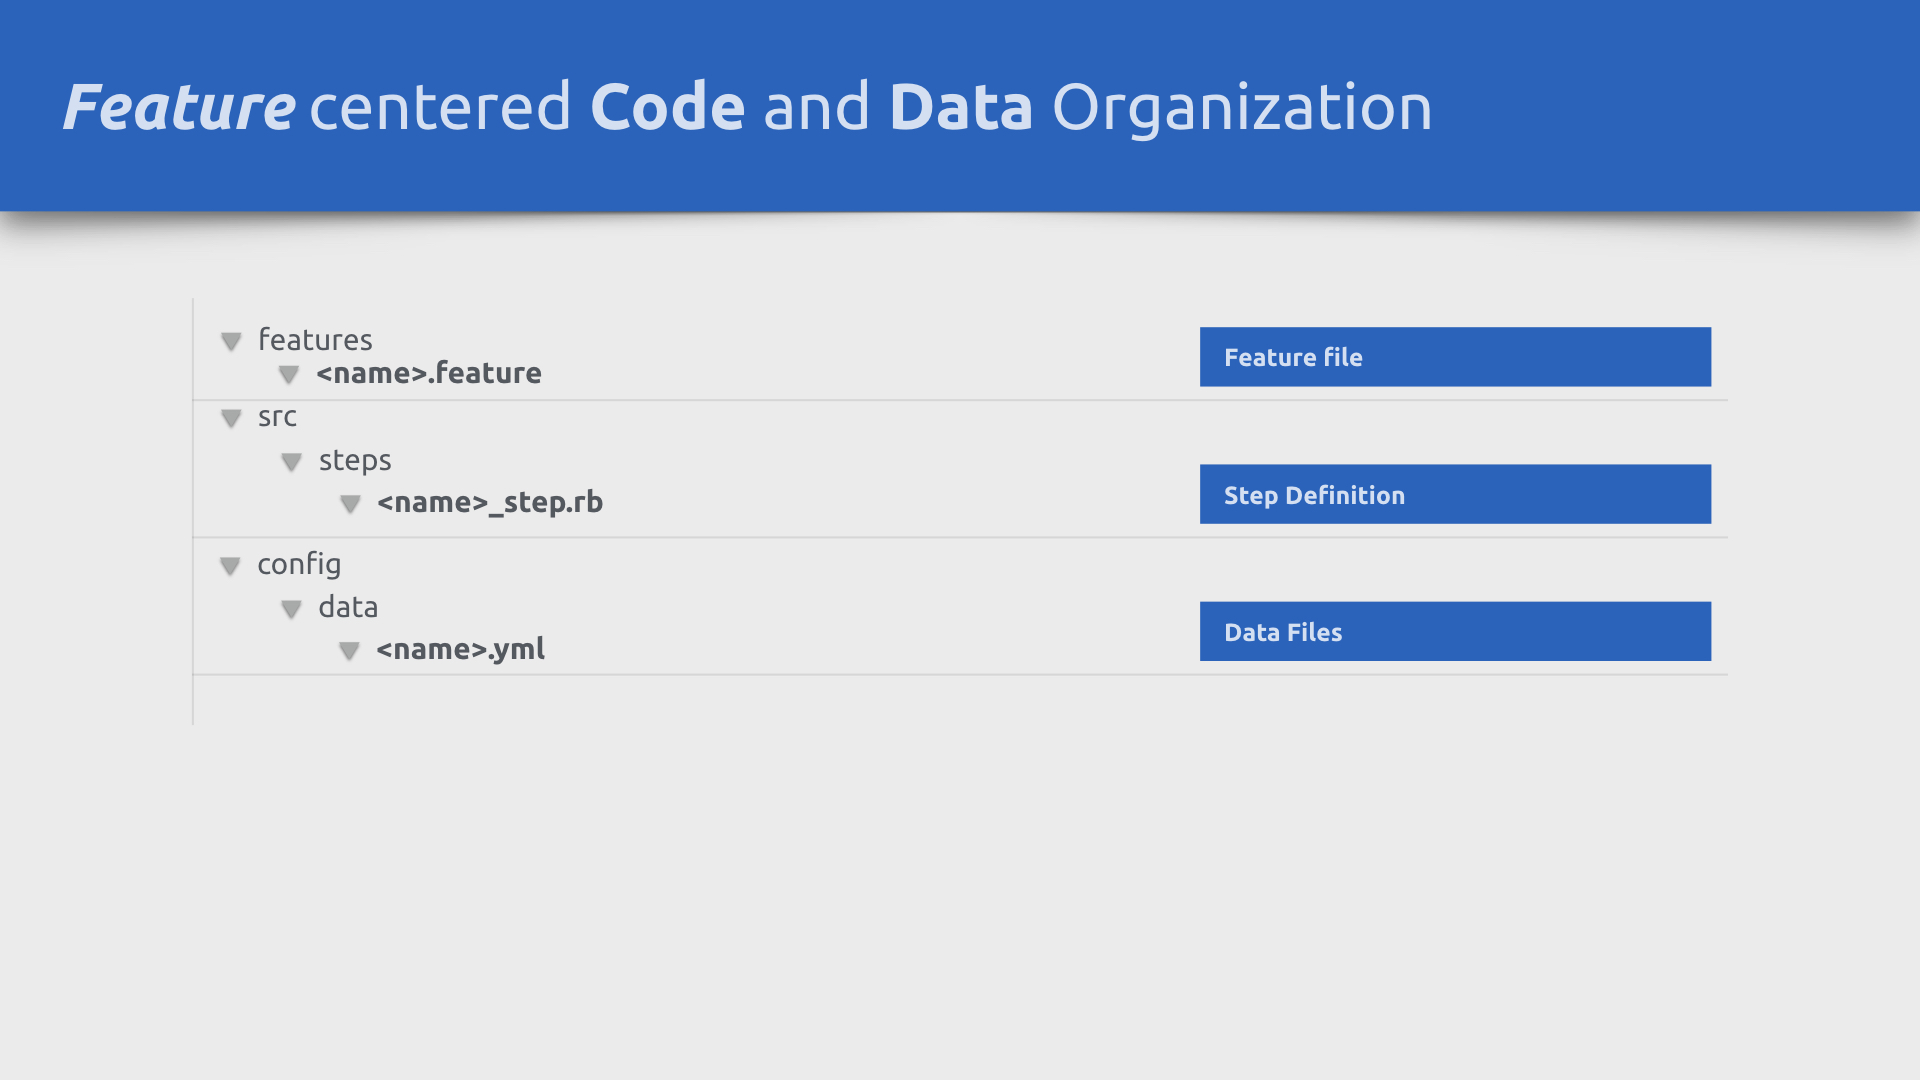 Feature centered Code and Data Organization
features
<name>.feature
Feature file
src
steps
<name>_step.rb
Step Definition
config
data
<name>.yml
Data Files